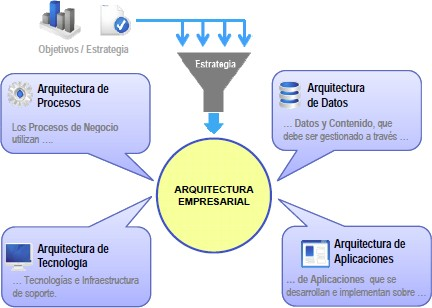 Objetivos / Estrategia
Estrategia
Arquitectura de
Procesos
Los Procesos de Negocio
utilizan ….
Arquitectura
de Datos
… Datos y Contenido, que
debe ser gestionado a través …
ARQUITECTURA
EMPRESARIAL
Arquitectura de
Tecnología
… Tecnologías e Infraestructura
de soporte.
Arquitectura de
Aplicaciones
… de Aplicaciones que se
desarrollan e implementan sobre …